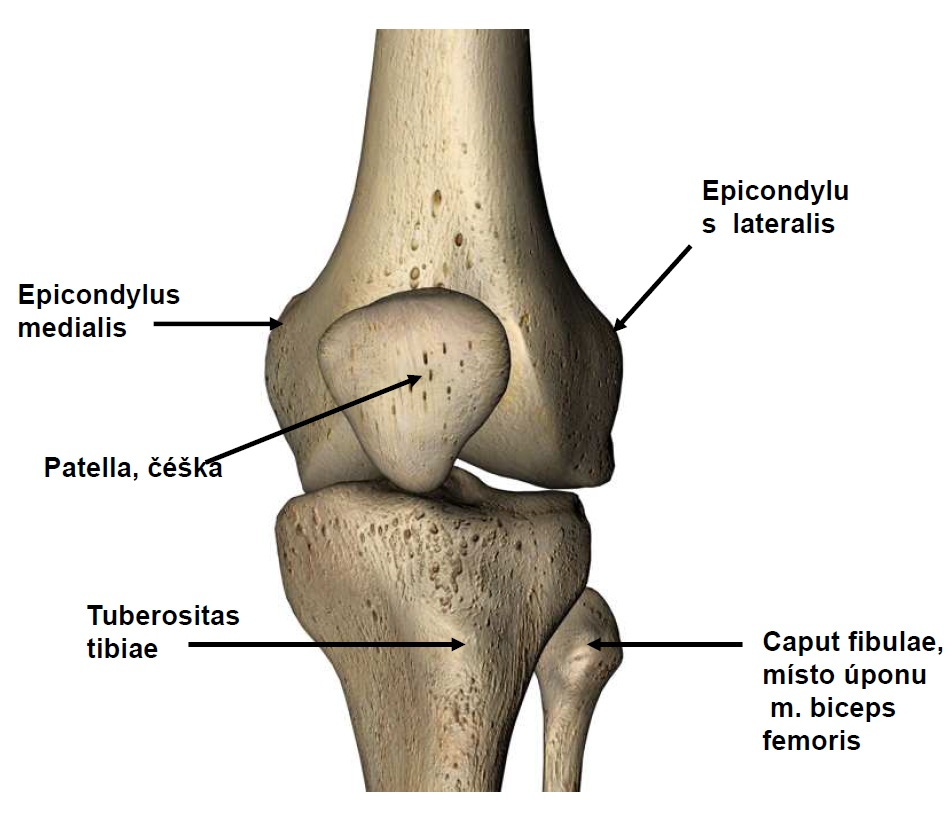 Epicondylu
s  lateralis
Epicondylus
medialis
Patella, čéška
Tuberositas
tibiae
Caput fibulae,
místo úponu
m. biceps
femoris